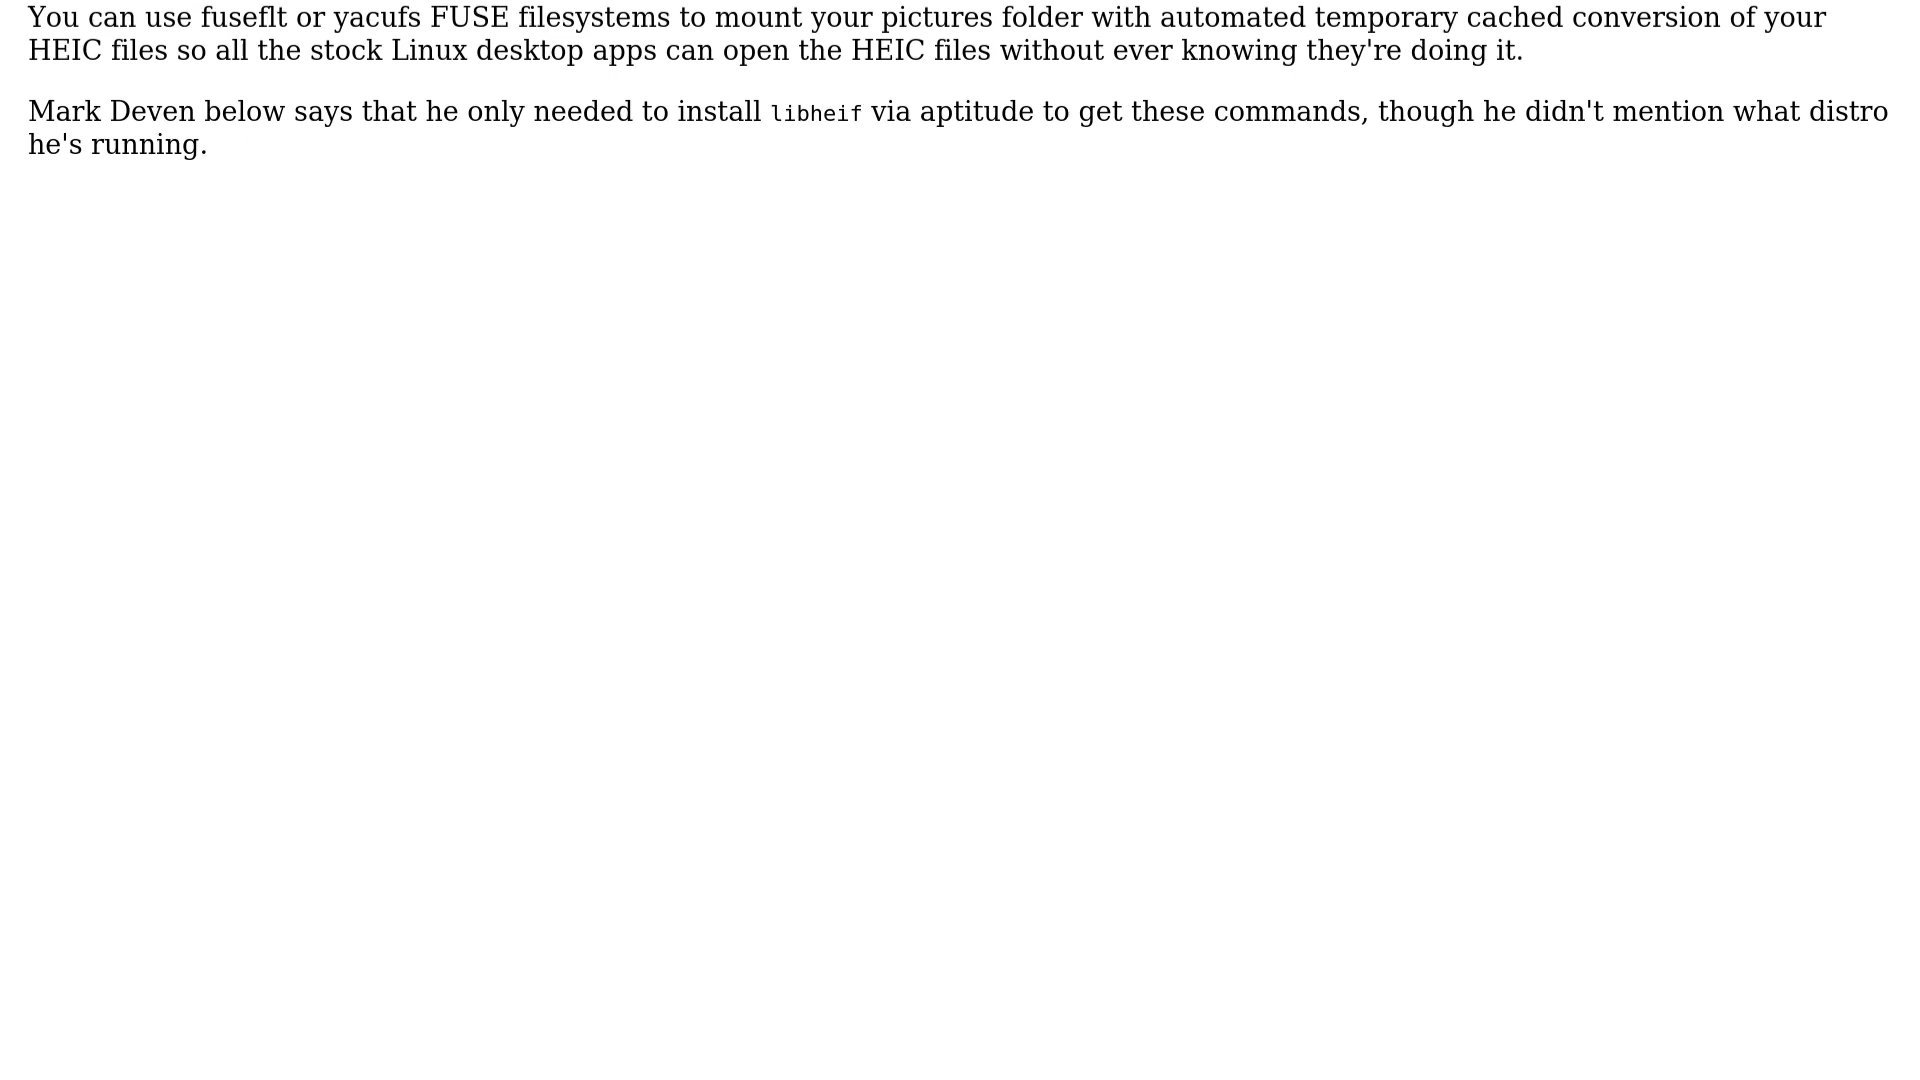 You can use fuseflt or yacufs FUSE filesystems to mount your pictures folder with automated temporary cached conversion of your
HEIC files so all the stock Linux desktop apps can open the HEIC files without ever knowing they're doing it.
Mark Deven below says that he only needed to install libheif via aptitude to get these commands, though he didn't mention what distro
he's running.